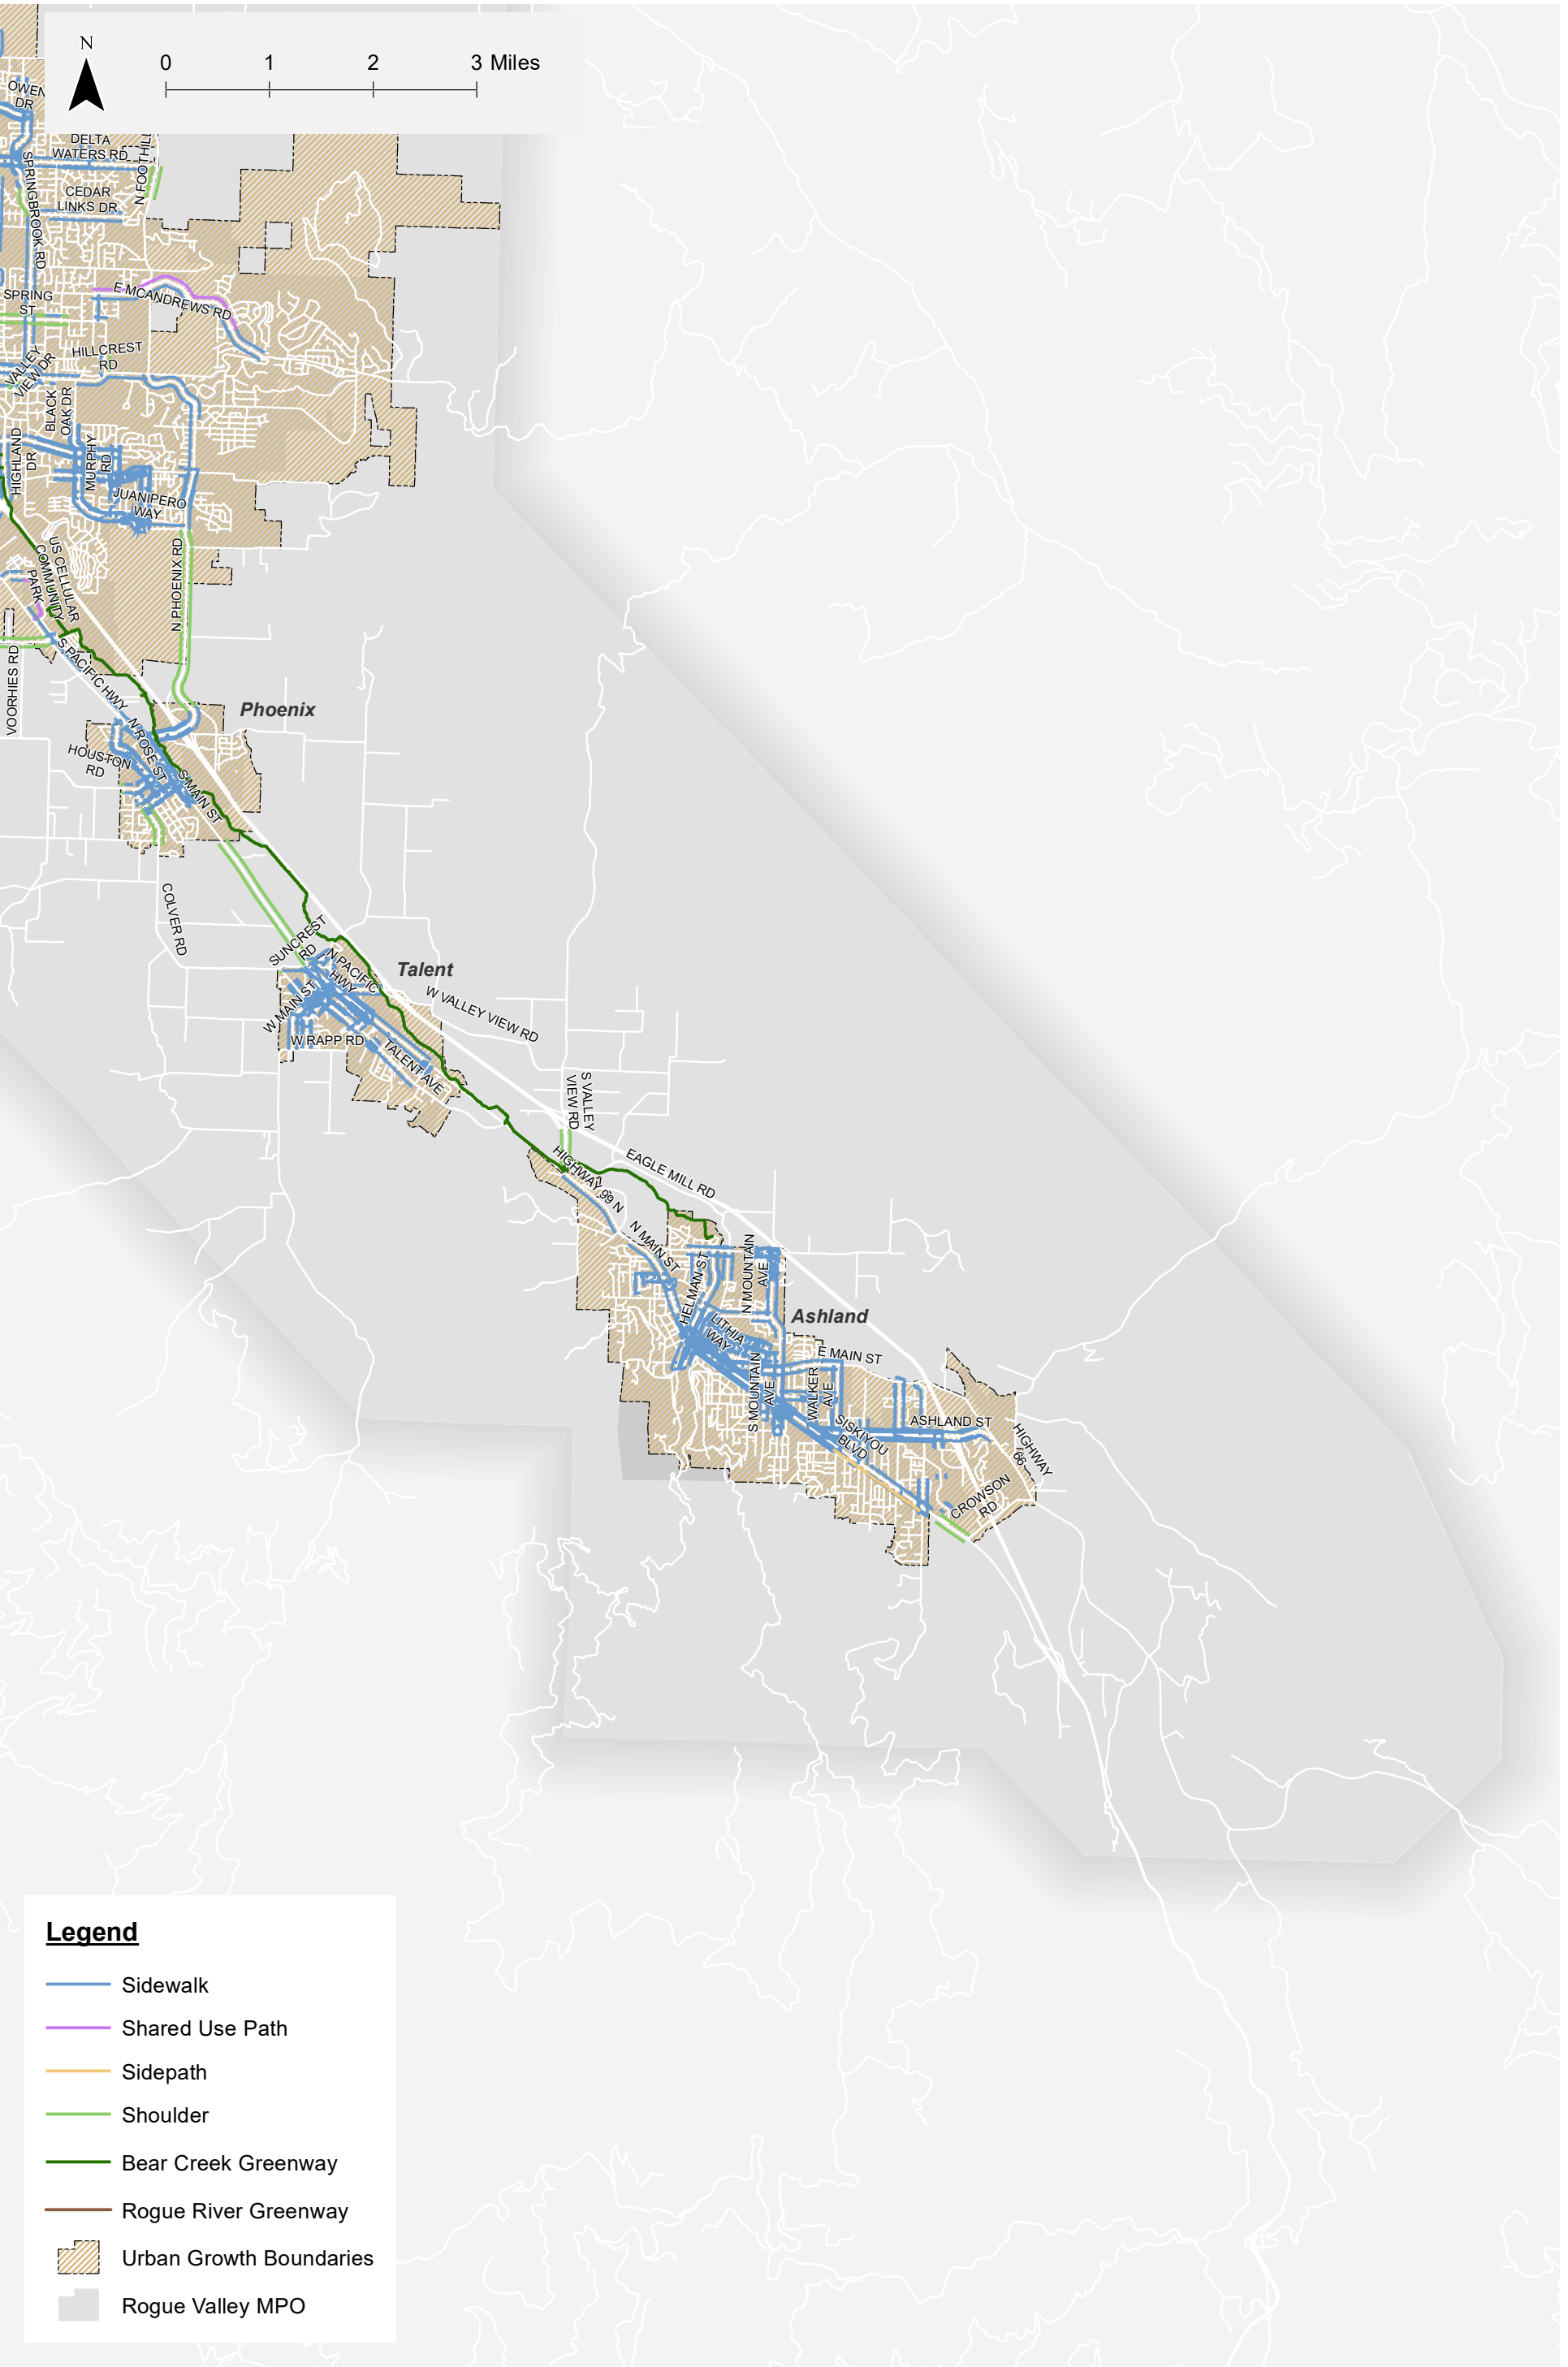 N
0 1 2 3 Miles
OWEN
DR
DELTA
WATERS RD
N FOOTHILL
SPRINGBROOK RD
CEDAR
LINKS DR
E MCANDREWS RD
SPRING
ST
HILLCREST
RD
VALLEY
VIEW DR
BLACK
OAK DR
HIGHLAND
DR
MURPHY
RD
JUANIPERO
WAY
US CELLULAR
COMMUNITY
PARK
N PHOENIX RD
S PACIFIC HWY
VOORHIES RD
Phoenix
N ROSE ST
HOUSTON
RD
S MAIN ST
COLVER RD
SUNCREST
RD
N PACIFIC
HWY
Talent
W VALLEY VIEW RD
W MAIN ST
W RAPP RD
TALENT AVE
S VALLEY
VIEW RD
HIGHWAY 99 N
EAGLE MILL RD
N MAIN ST
HELMAN ST
N MOUNTAIN
AVE
Ashland
LITHIA
WAY
E MAIN ST
S MOUNTAIN
AVE
WALKER
AVE
SISKIYOU
BLVD
ASHLAND ST
HIGHWAY
66
CROWSON
RD
Legend
Sidewalk
Shared Use Path
Sidepath
Shoulder
Bear Creek Greenway
Rogue River Greenway
Urban Growth Boundaries
Rogue Valley MPO